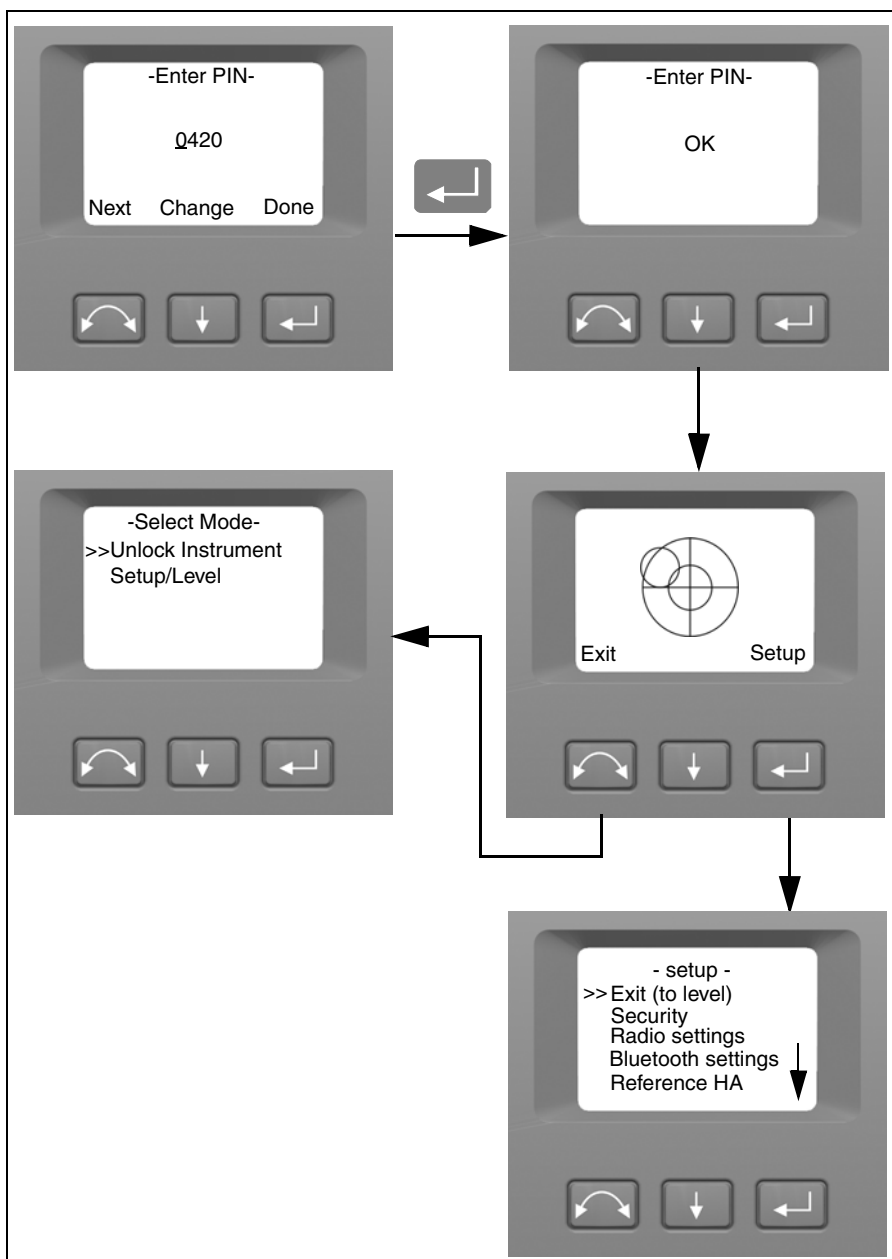 -Enter PIN-
0420
Next Change Done
-Enter PIN-
OK
Exit Setup
-Select Mode-
>>Unlock Instrument
Setup/Level
- setup -
>>Exit (to level)
Security
Radio settings
Bluetooth settings
Reference HA